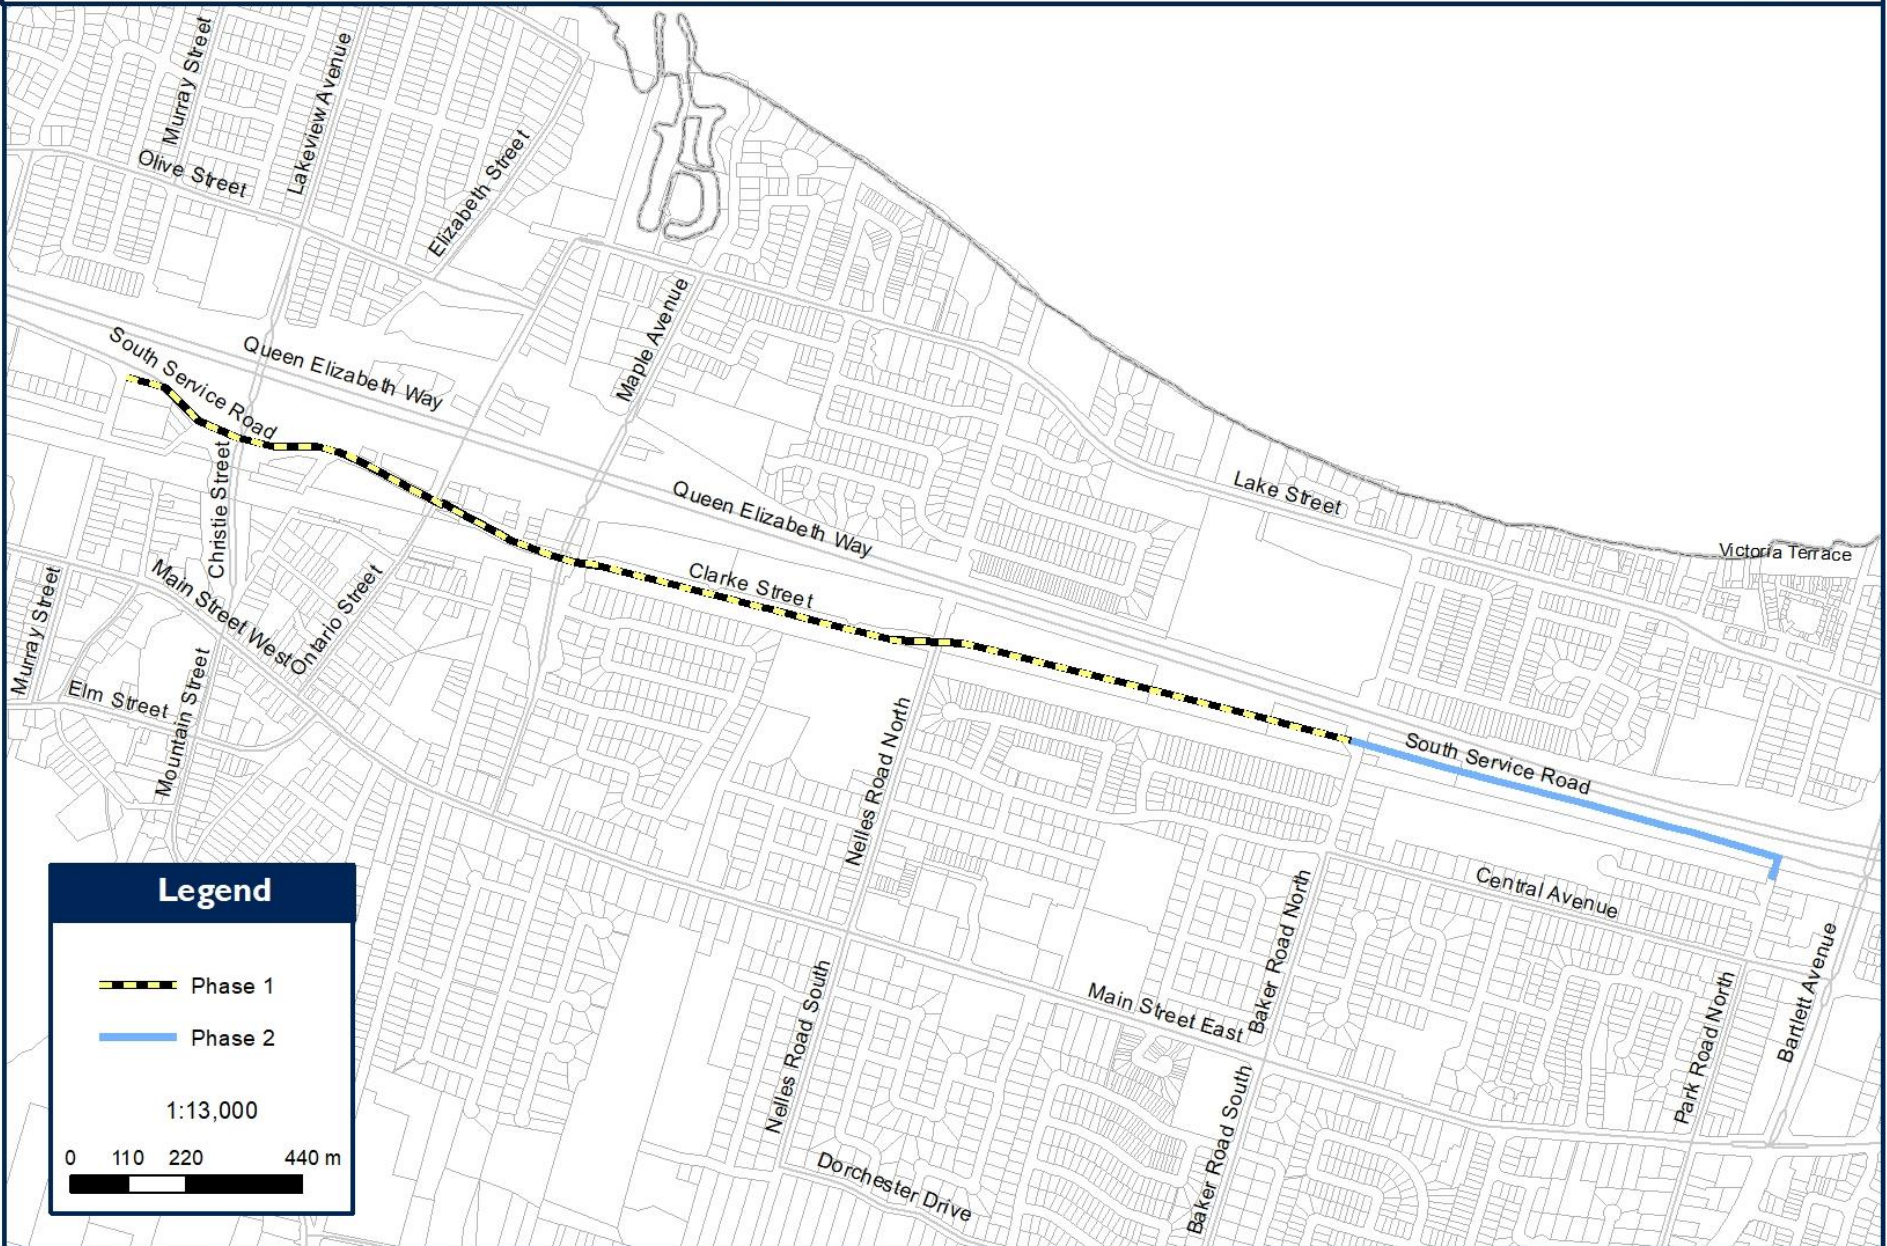 Murray Street
Lakeview Avenue
Olive Street
Elizabeth Street
Maple Avenue
South Service Road
Queen Elizabeth Way
Queen Elizabeth Way
Lake Street
Victoria Terrace
Christie Street
Clarke Street
Main Street West
Ontario Street
Murray Street
Elm Street
Mountain Street
Nelles Road North
South Service Road
Central Avenue
Baker Road North
Main Street East
Nelles Road South
Park Road North
Bartlett Avenue
Baker Road South
Dorchester Drive
Legend
Phase 1
Phase 2
1:13,000
0 110 220 440 m